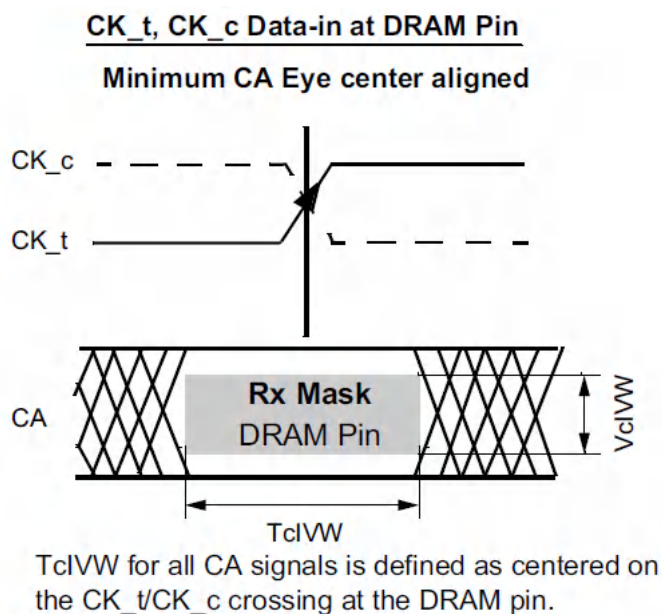 CK_t, CK_c Data-in at DRAM Pin
Minimum CA Eye center aligned
CK_c
CK_t
CA
Rx Mask
DRAM Pin
VcIVW
TcIVW
TcIVW for all CA signals is defined as centered on
the CK_t/CK_c crossing at the DRAM pin.